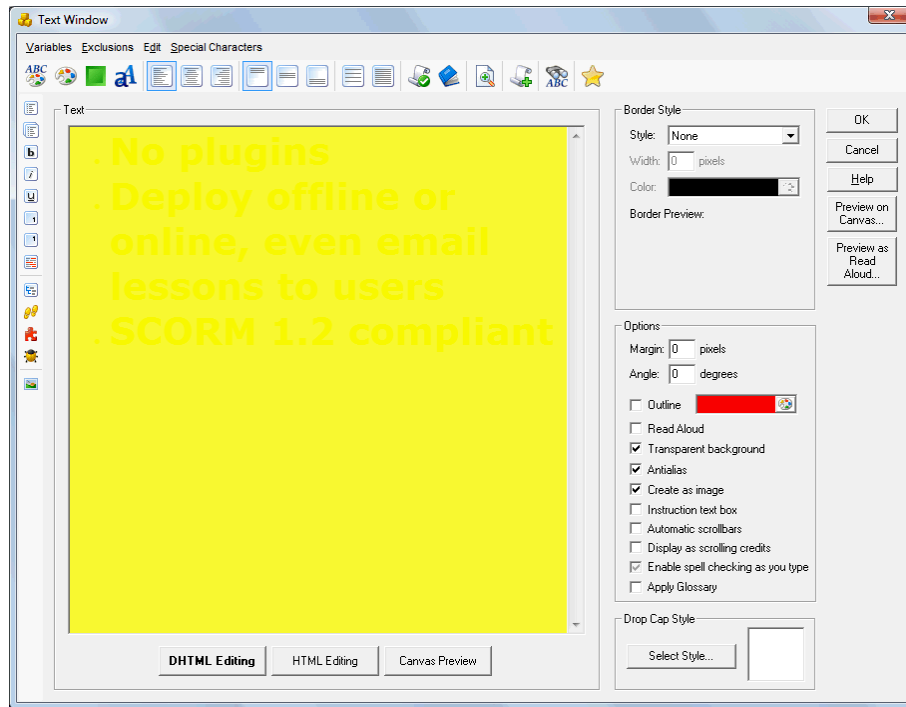 Text Window
Variables Exclusions Edit Special Characters
ABC
a A
ABC
b
i
u
1
1
Text
. No plugins
. Deploy offline or
online, even email
lessons to users
. SCORM 1.2 compliant
DHTML Editing
HTML Editing
Canvas Preview
Border Style
Style: None
Width: 0 pixels
Color:
Border Preview:
Options
Margin: 0 pixels
Angle: 0 degrees
Outline
Read Aloud
Transparent background
Antialias
Create as image
Instruction text box
Automatic scrollbars
Display as scrolling credits
Enable spell checking as you type
Apply Glossary
Drop Cap Style
Select Style...
OK
Cancel
Help
Preview on
Canvas...
Preview as
Read
Aloud...